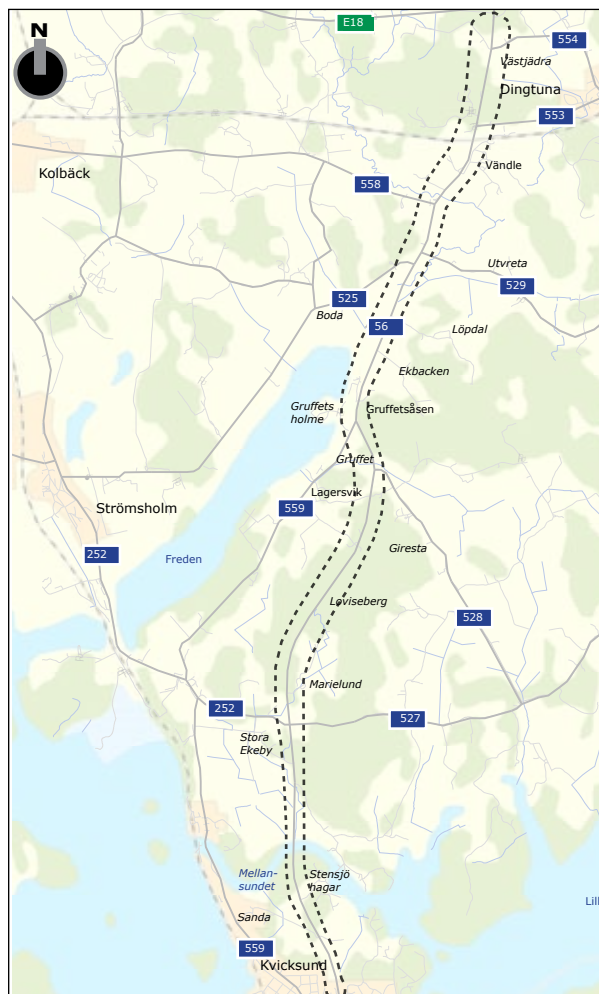 E18
N
554
Västjädra
Dingtuna
553
Vändle
Kolbäck
558
Utvreta
529
525
Boda
56
Löpdal
Ekbacken
Gruffets
holme
Gruffetsåsen
Gruffet
Lagersvik
Strömsholm
559
252
Freden
Giresta
Loviseberg
528
Marielund
252
527
Stora
Ekeby
Mellan-
sundet
Stensjö
hagar
Lill
Sanda
559
Kvicksund